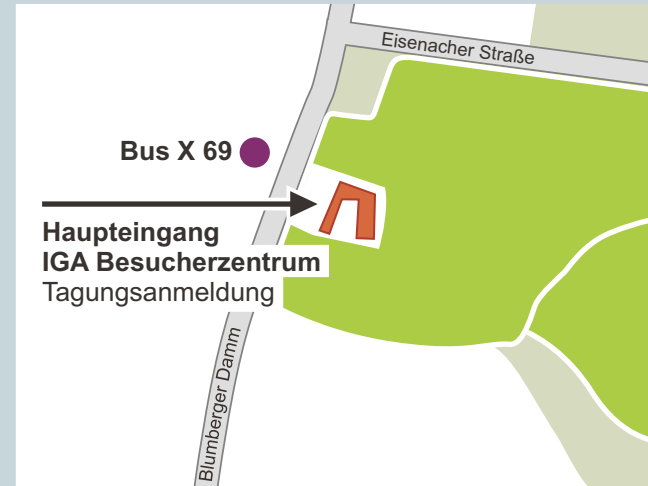 Eisenacher Straße
Bus X 69
Haupteingang
IGA Besucherzentrum
Tagungsanmeldung
Blumberger Damm